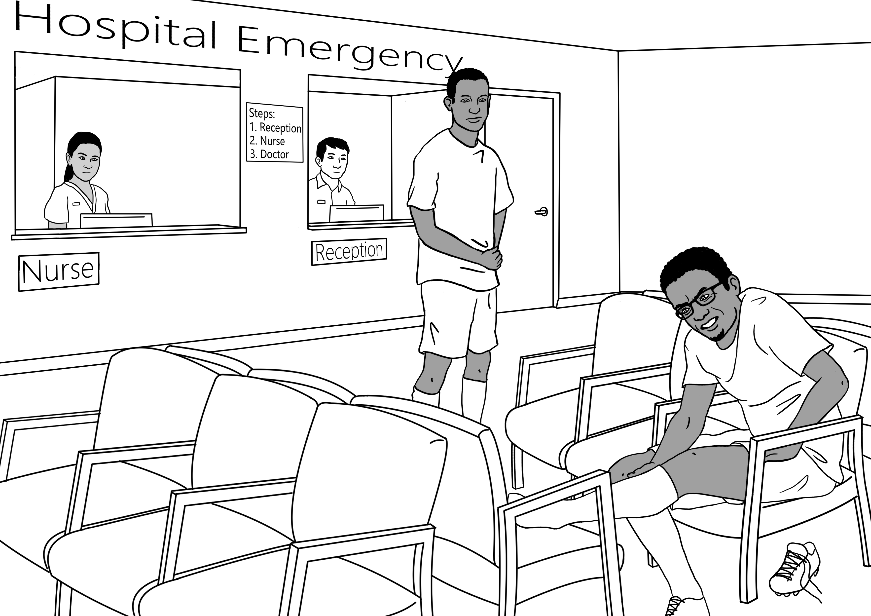 Hospital Emergency
Steps:
1. Reception
2. Nurse
3. Doctor
Nurse
Reception